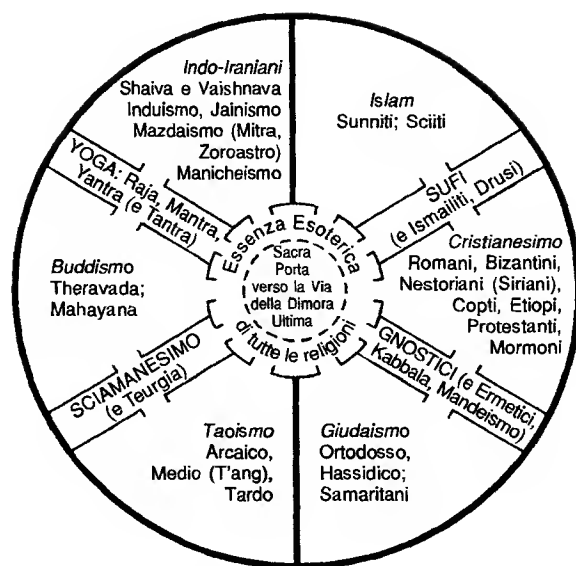 Indo-Iraniani
Shaiva e Vaishnava
Induismo, Jainismo
Mazdaismo (Mitra,
Zoroastro)
Manicheismo
Islam
Sunniti; Sciiti
YOGA: Raja, Mantra,
Yantra (e Tantra)
SUFI
(e Ismailiti, Drusi)
Essenza Esoterica
Sacra
Porta
verso la Via
della Dimora
Ultima
di tutte le religioni
Buddismo
Theravada;
Mahayana
Cristianesimo
Romani, Bizantini,
Nestoriani (Siriani),
Copti, Etiopi,
Protestanti,
Mormoni
SCIAMANESIMO
(e Teurgia)
GNOSTICI (e Ermetici,
Kabbala, Mandeismo)
Taoismo
Arcaico,
Medio (T'ang),
Tardo
Giudaismo
Ortodosso,
Hassidico;
Samaritani